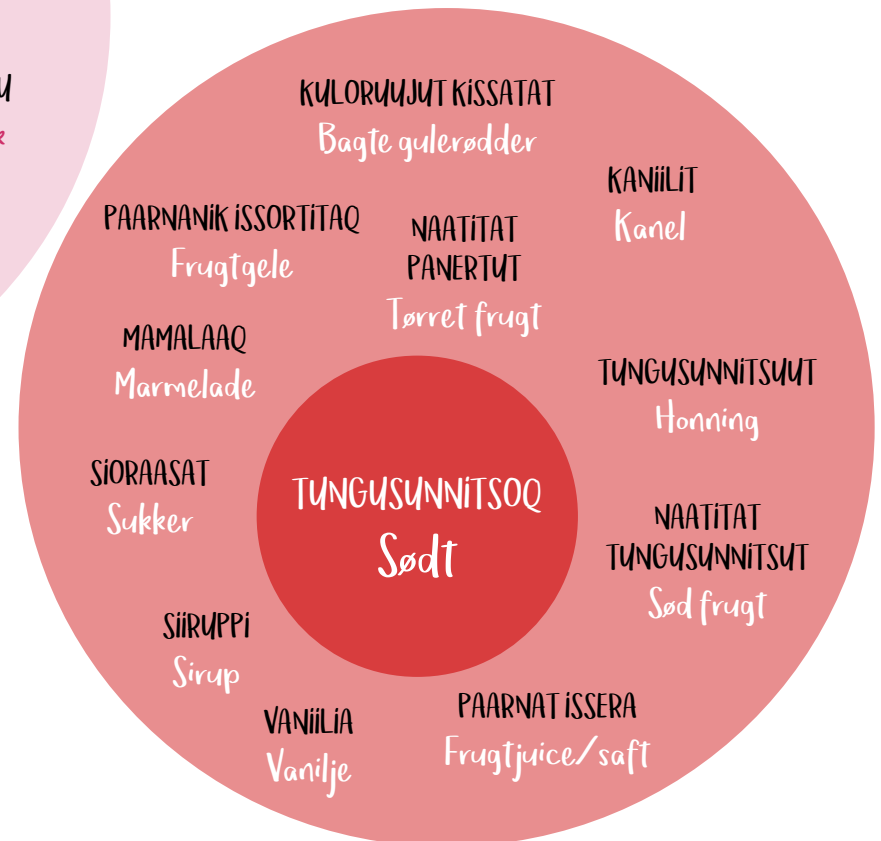 KULORUUJUT KISSATAT
Bagte gulerødder
KANIILIT
Kanel
PAARNANIK ISSORTITAQ
Frugtgele
NAATITAT
PANERTUT
Tørret frugt
MAMALAAQ
Marmelade
TUNGUSUNNITSUUT
Honning
SIORAASAT
Sukker
TUNGUSUNNITSOQ
Sødt
NAATITAT
TUNGUSUNNITSUT
Sød frugt
SIIRUPPI
Sirup
VANIILIA
Vanilje
PAARNAT ISSERA
Frugtjuice/saft